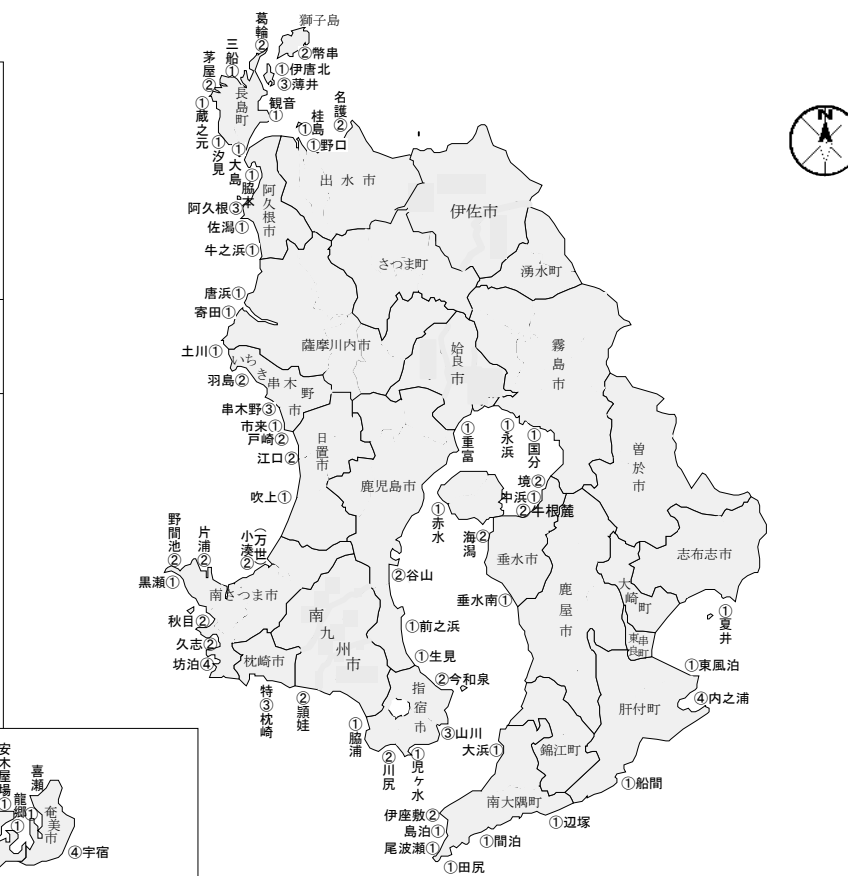 獅子島
葛輪②
②幣串
三船①
①伊唐北
③薄井
茅屋②
長島町
①蔵之元
観音①
桂島①
名護②
①野口
①汐見
①大島
①脇本
出水市
伊佐市
阿久根市
阿久根③
佐潟①
牛之浜①
さつま町
湧水町
唐浜①
寄田①
薩摩川内市
姶良市
霧島市
土川①
いちき串木野市
羽島②
串木野③
市来①
戸崎②
江口②
日置市
鹿児島市
①重富
①永浜
①国分
境②
中浜①
②牛根麓
曽於市
吹上①
①赤水
海潟②
垂水市
志布志市
野間池②
片浦②
小湊②
(万世)
黒瀬①
南さつま市
②谷山
垂水南①
鹿屋市
大崎町
①夏井
秋目②
南九州市
①前之浜
東串良町
久志②
枕崎市
①生見
①東風泊
坊泊④
②今和泉
指宿市
④内之浦
肝付町
特③枕崎
②頴娃
①脇浦
③山川
大浜①
錦江町
②川尻
①児ヶ水
①船間
南大隅町
伊座敷②
①辺塚
島泊①
①間泊
尾波瀬①
①田尻
安木屋場①
喜瀬①
龍郷①
奄美市
④宇宿
N